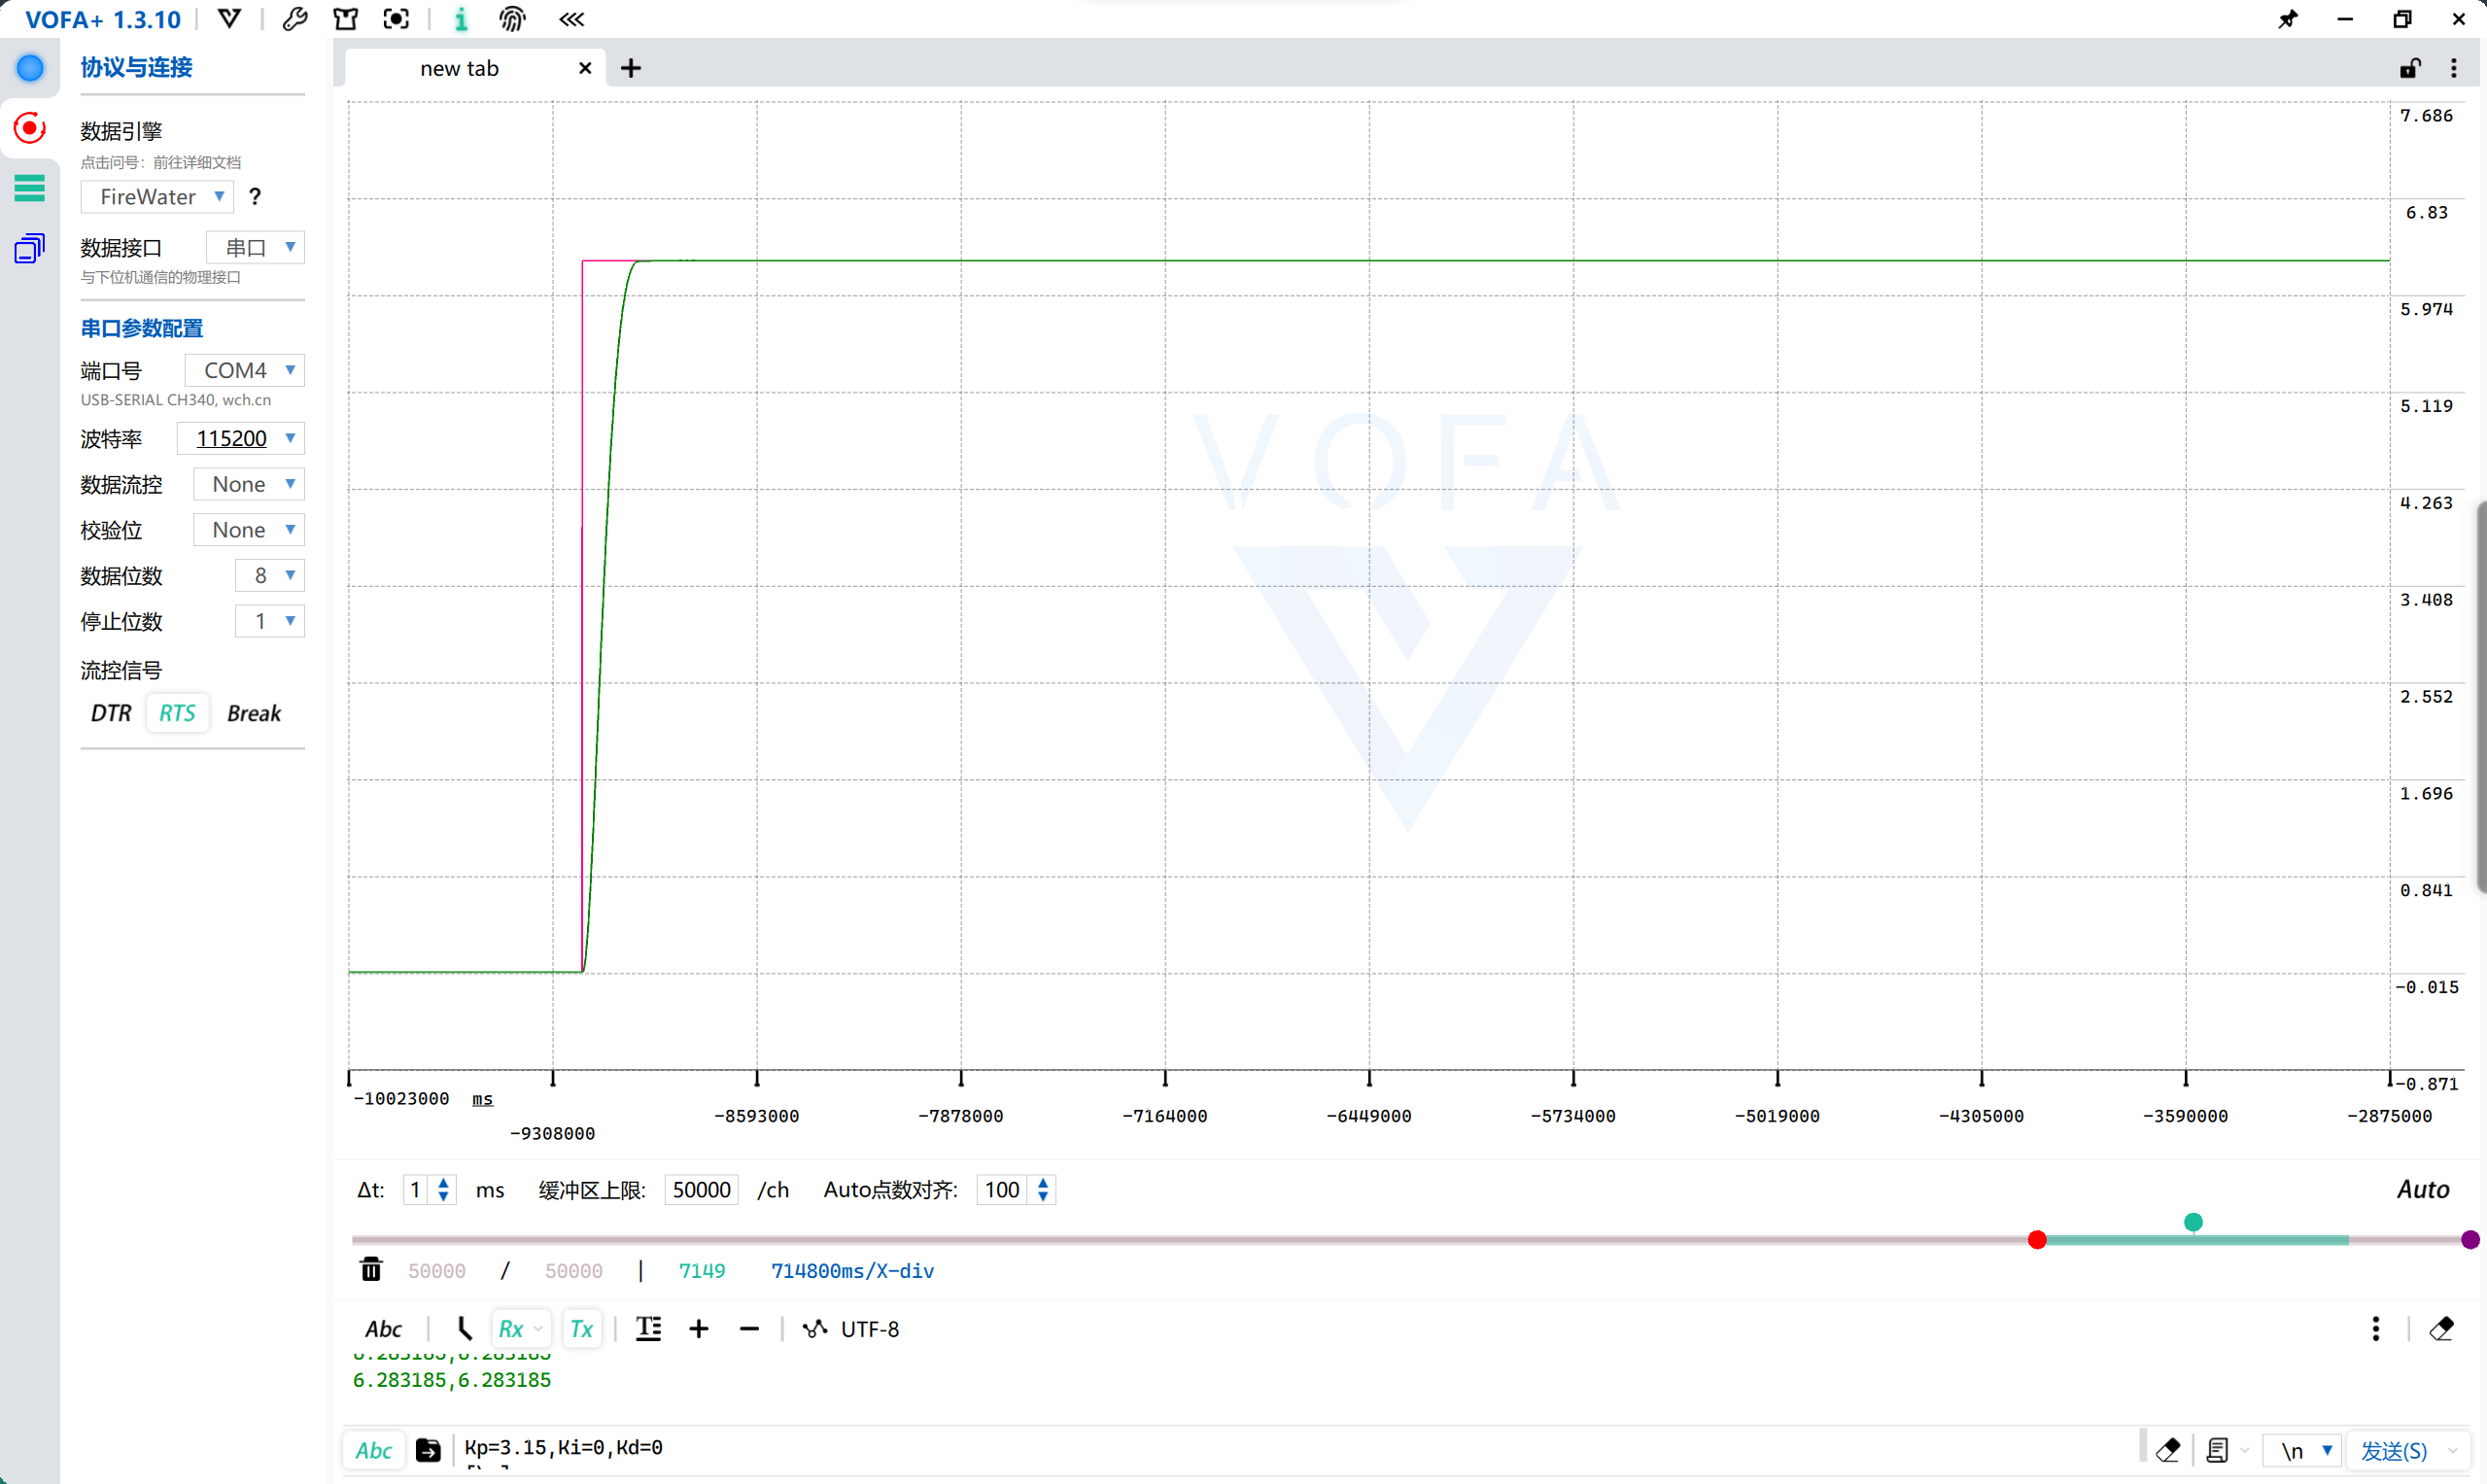 VOFA+ 1.3.10
new tab
协议与连接
数据引擎
点击问号：前往详细文档
FireWater ?
数据接口 串口
与下位机通信的物理接口
串口参数配置
端口号 COM4
USB-SERIAL CH340, wch.cn
波特率 115200
数据流控 None
校验位 None
数据位数 8
停止位数 1
流控信号
DTR RTS Break
7.686
6.83
5.974
5.119
4.263
3.408
2.552
1.696
0.841
-0.015
-0.871
VOFA
-10023000 ms
-9308000
-8593000 -7878000 -7164000 -6449000 -5734000 -5019000 -4305000 -3590000 -2875000
Δt: 1 ms 缓冲区上限: 50000 /ch Auto点数对齐: 100 Auto
50000 / 50000 | 7149 714800ms/X-div
Abc Rx Tx UTF-8
6.283185,6.283185
6.283185,6.283185
Abc Kp=3.15,Ki=0,Kd=0 \n 发送(S)